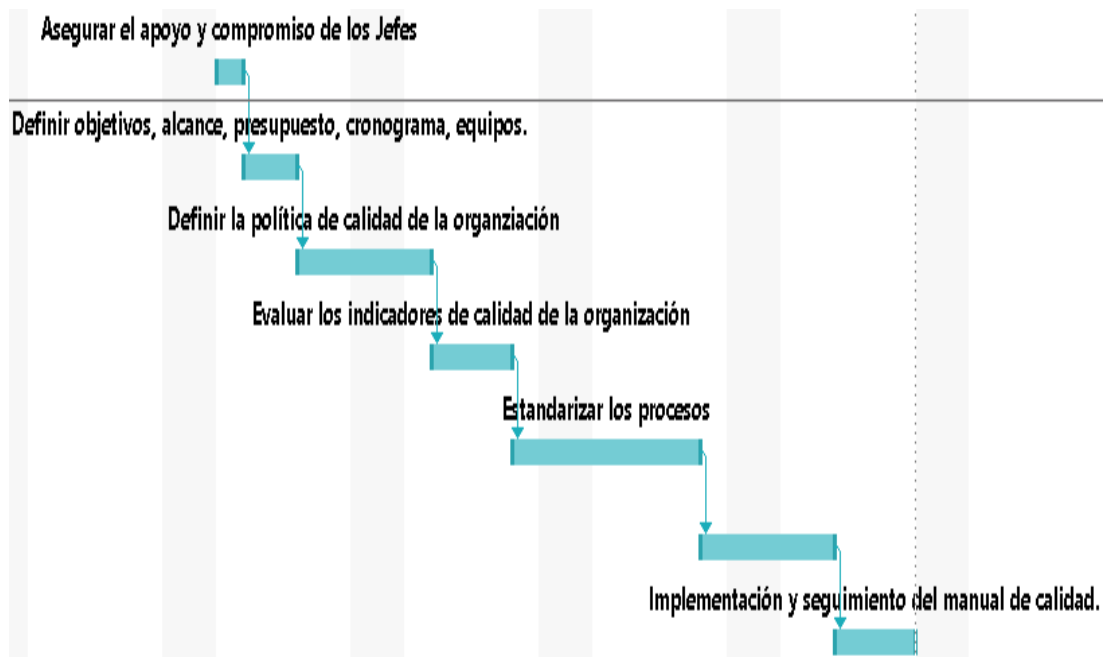 Asegurar el apoyo y compromiso de los Jefes
Definir objetivos, alcance, presupuesto, cronograma, equipos.
Definir la política de calidad de la organziación
Evaluar los indicadores de calidad de la organización
Estandarizar los procesos
Implementación y seguimiento del manual de calidad.